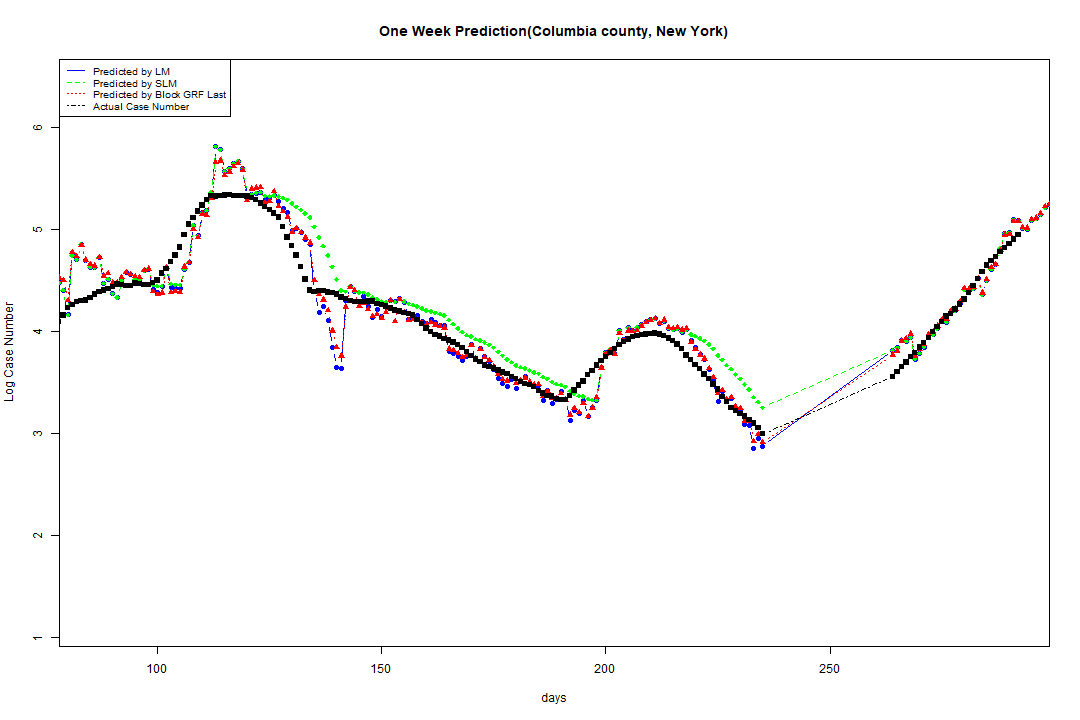 One Week Prediction(Columbia county, New York)
Predicted by LM
Predicted by SLM
Predicted by Block GRF Last
Actual Case Number
6
5
4
3
2
1
Log Case Number
100 150 200 250
days